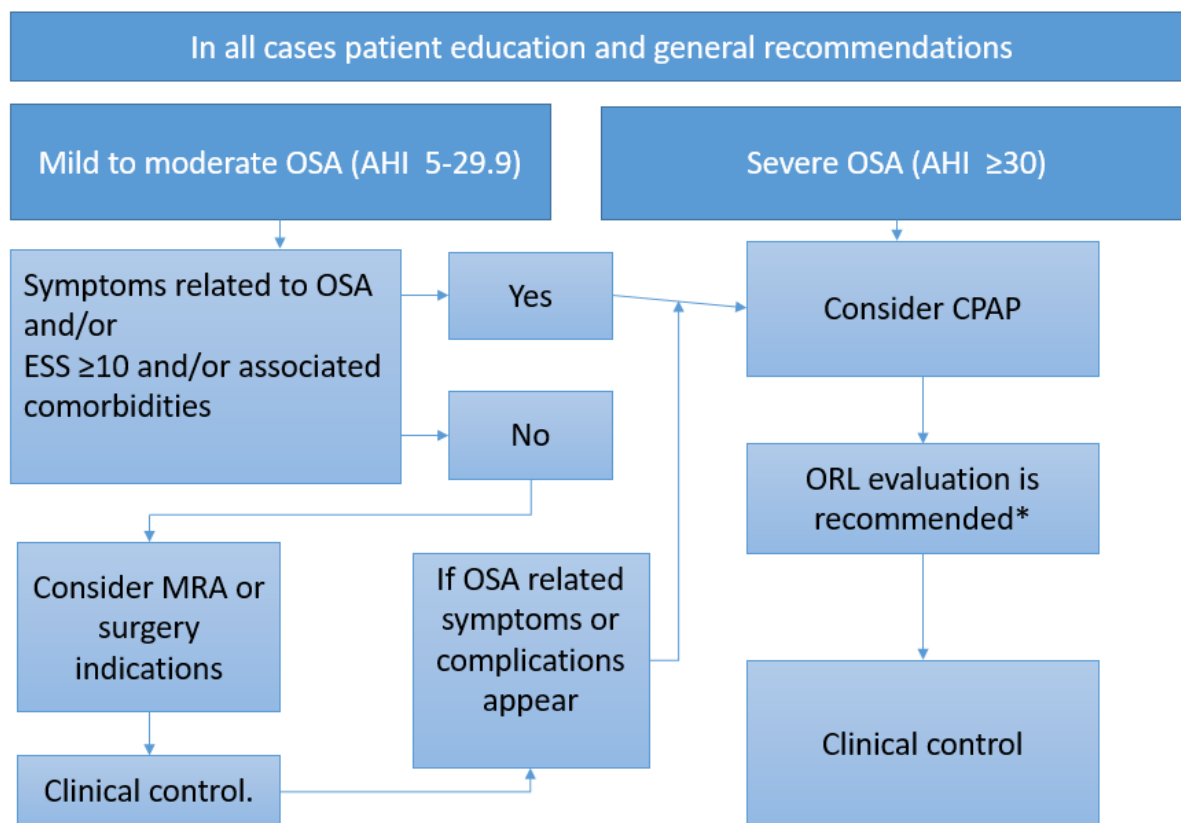 In all cases patient education and general recommendations
Mild to moderate OSA (AHI  5-29.9)
Severe OSA (AHI  ≥30)
Symptoms related to OSA
and/or
ESS ≥10 and/or associated
comorbidities
Yes
No
Consider CPAP
ORL evaluation is
recommended*
Consider MRA or
surgery
indications
If OSA related
symptoms or
complications
appear
Clinical control.
Clinical control